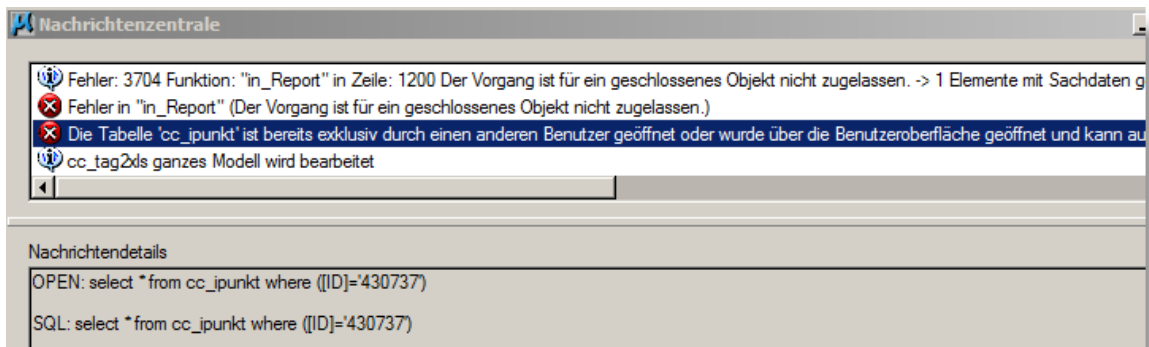 Nachrichtenzentrale
Fehler: 3704 Funktion: "in_Report" in Zeile: 1200 Der Vorgang ist für ein geschlossenes Objekt nicht zugelassen. -> 1 Elemente mit Sachdaten g
Fehler in "in_Report" (Der Vorgang ist für ein geschlossenes Objekt nicht zugelassen.)
Die Tabelle 'cc_ipunkt' ist bereits exklusiv durch einen anderen Benutzer geöffnet oder wurde über die Benutzeroberfläche geöffnet und kann au
cc_tag2xls ganzes Modell wird bearbeitet
Nachrichtendetails
OPEN: select * from cc_ipunkt where ([ID]='430737')
SQL: select * from cc_ipunkt where ([ID]='430737')